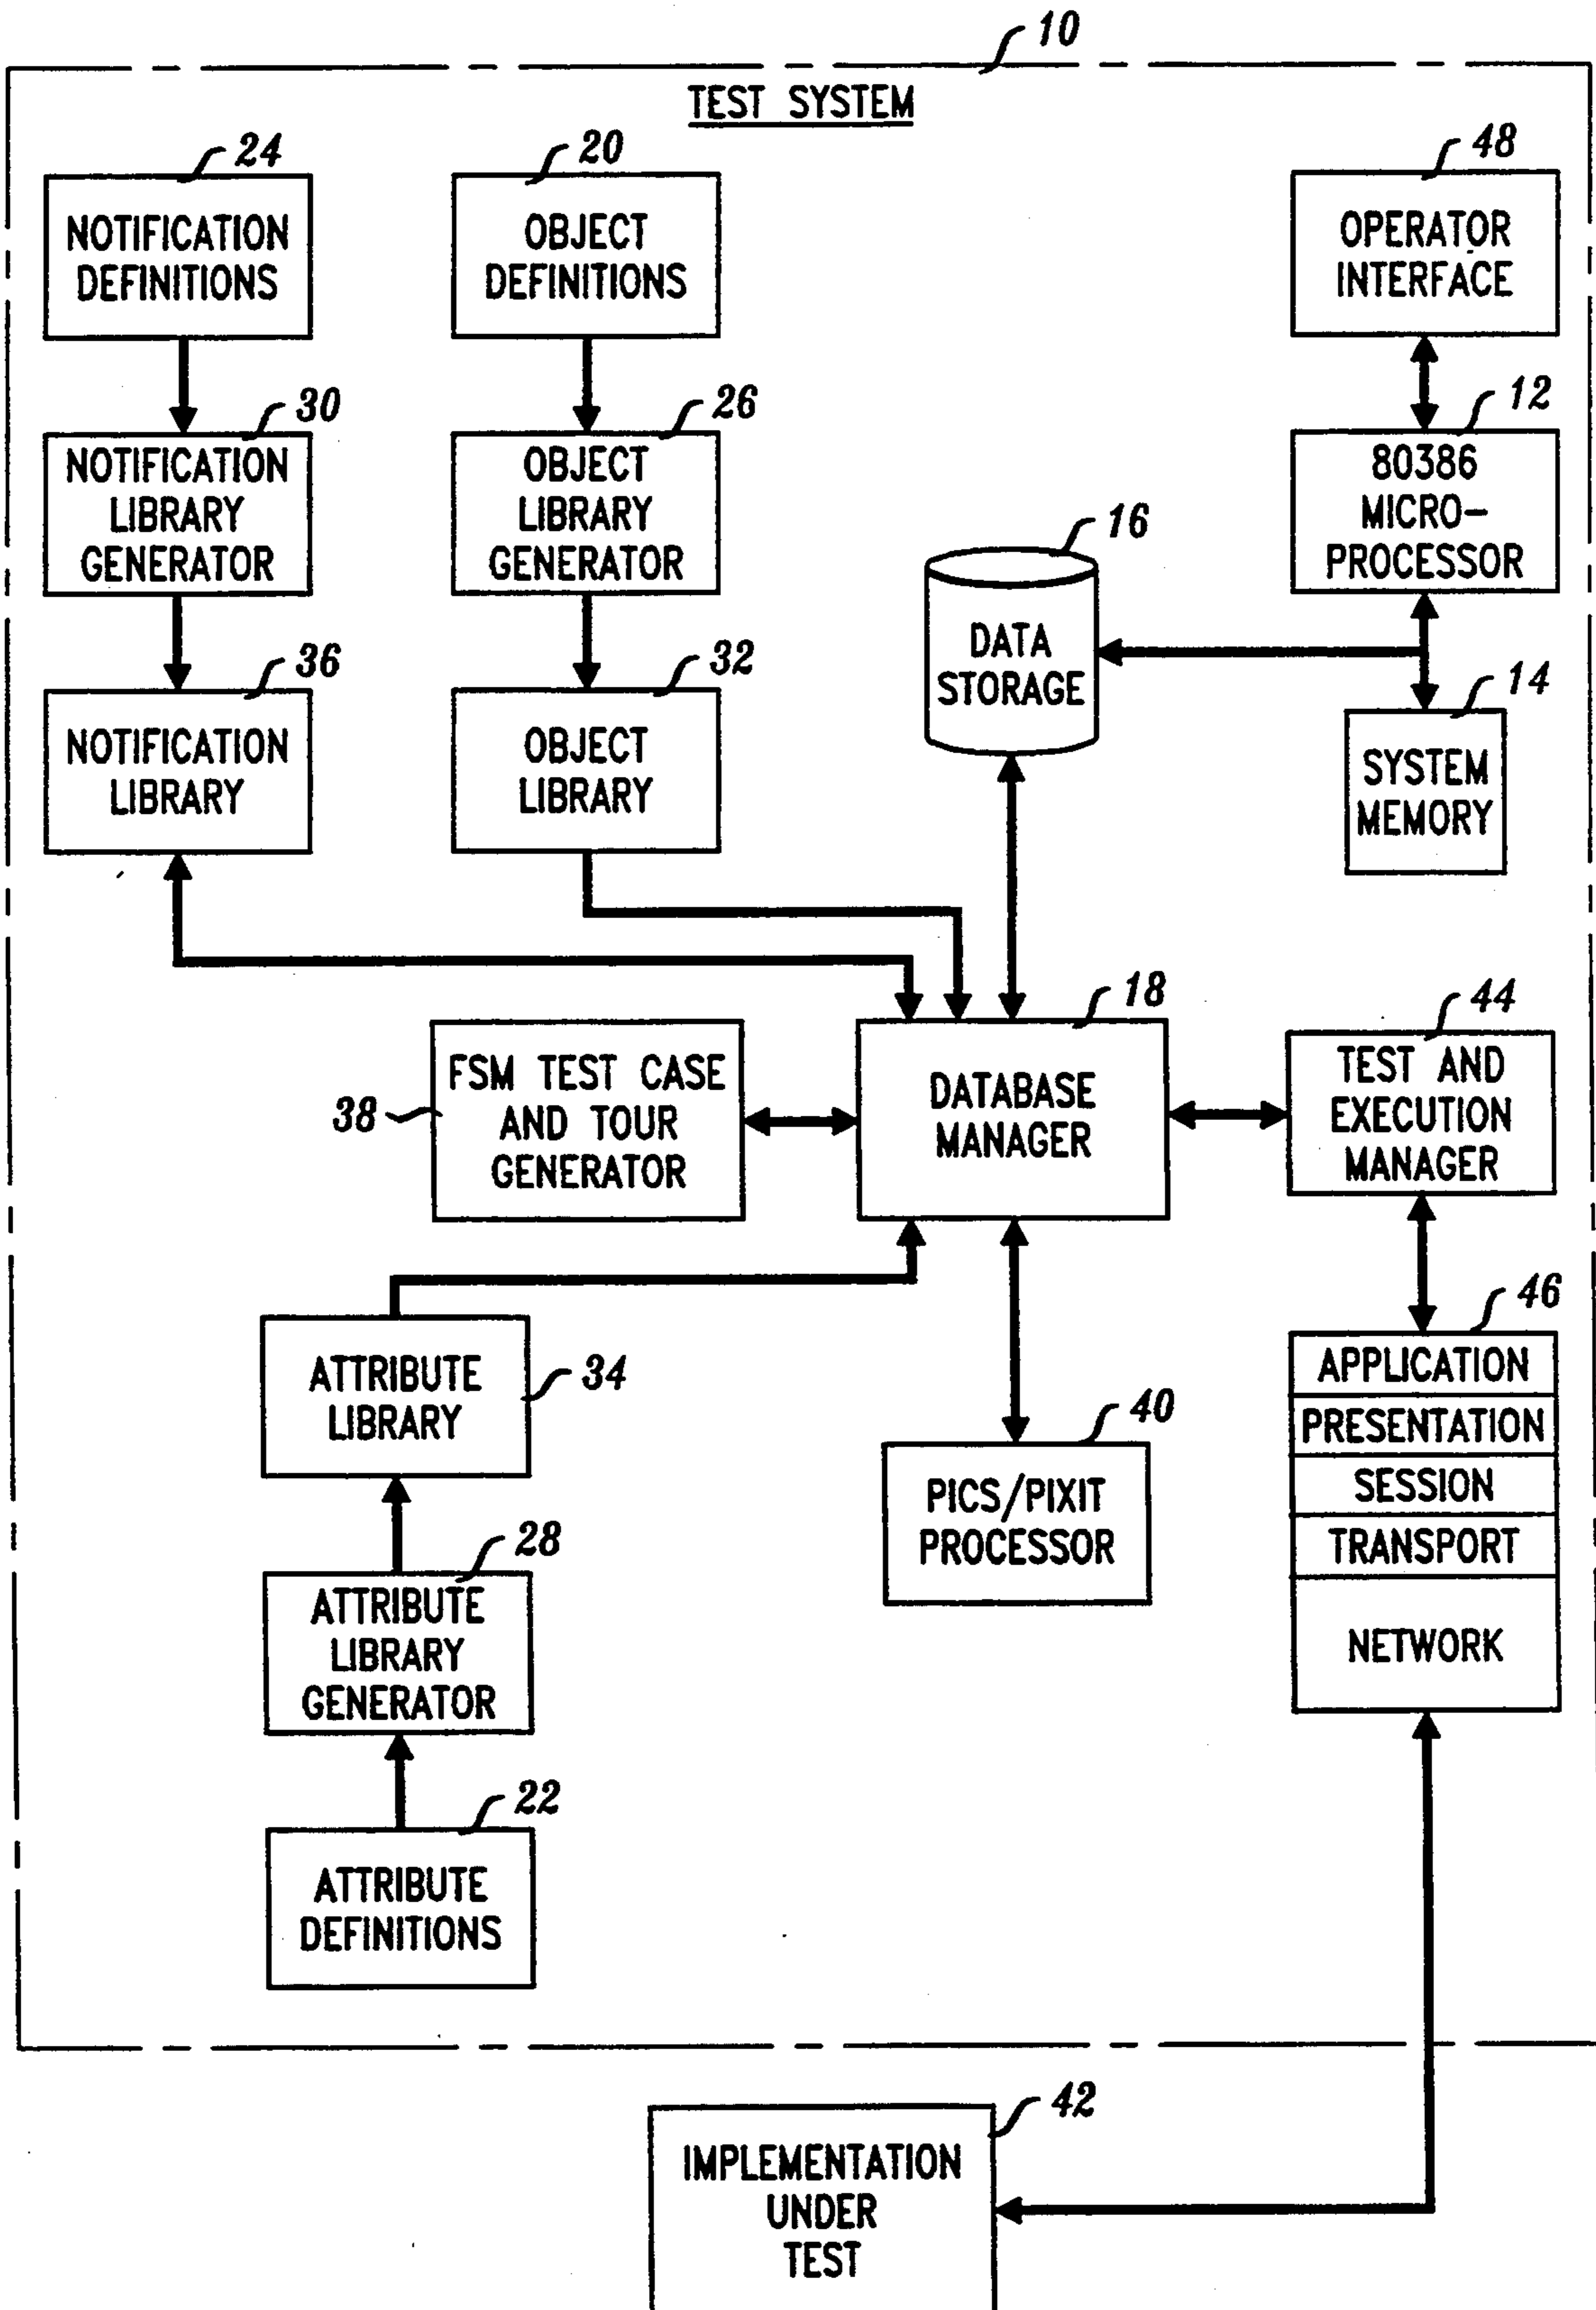 10
TEST SYSTEM
24
NOTIFICATION
DEFINITIONS
20
OBJECT
DEFINITIONS
48
OPERATOR
INTERFACE
30
NOTIFICATION
LIBRARY
GENERATOR
26
OBJECT
LIBRARY
GENERATOR
12
80386
MICRO-
PROCESSOR
16
DATA
STORAGE
36
NOTIFICATION
LIBRARY
32
OBJECT
LIBRARY
14
SYSTEM
MEMORY
38
FSM TEST CASE
AND TOUR
GENERATOR
18
DATABASE
MANAGER
44
TEST AND
EXECUTION
MANAGER
34
ATTRIBUTE
LIBRARY
40
PICS/PIXIT
PROCESSOR
46
APPLICATION
PRESENTATION
SESSION
TRANSPORT
NETWORK
28
ATTRIBUTE
LIBRARY
GENERATOR
22
ATTRIBUTE
DEFINITIONS
42
IMPLEMENTATION
UNDER
TEST